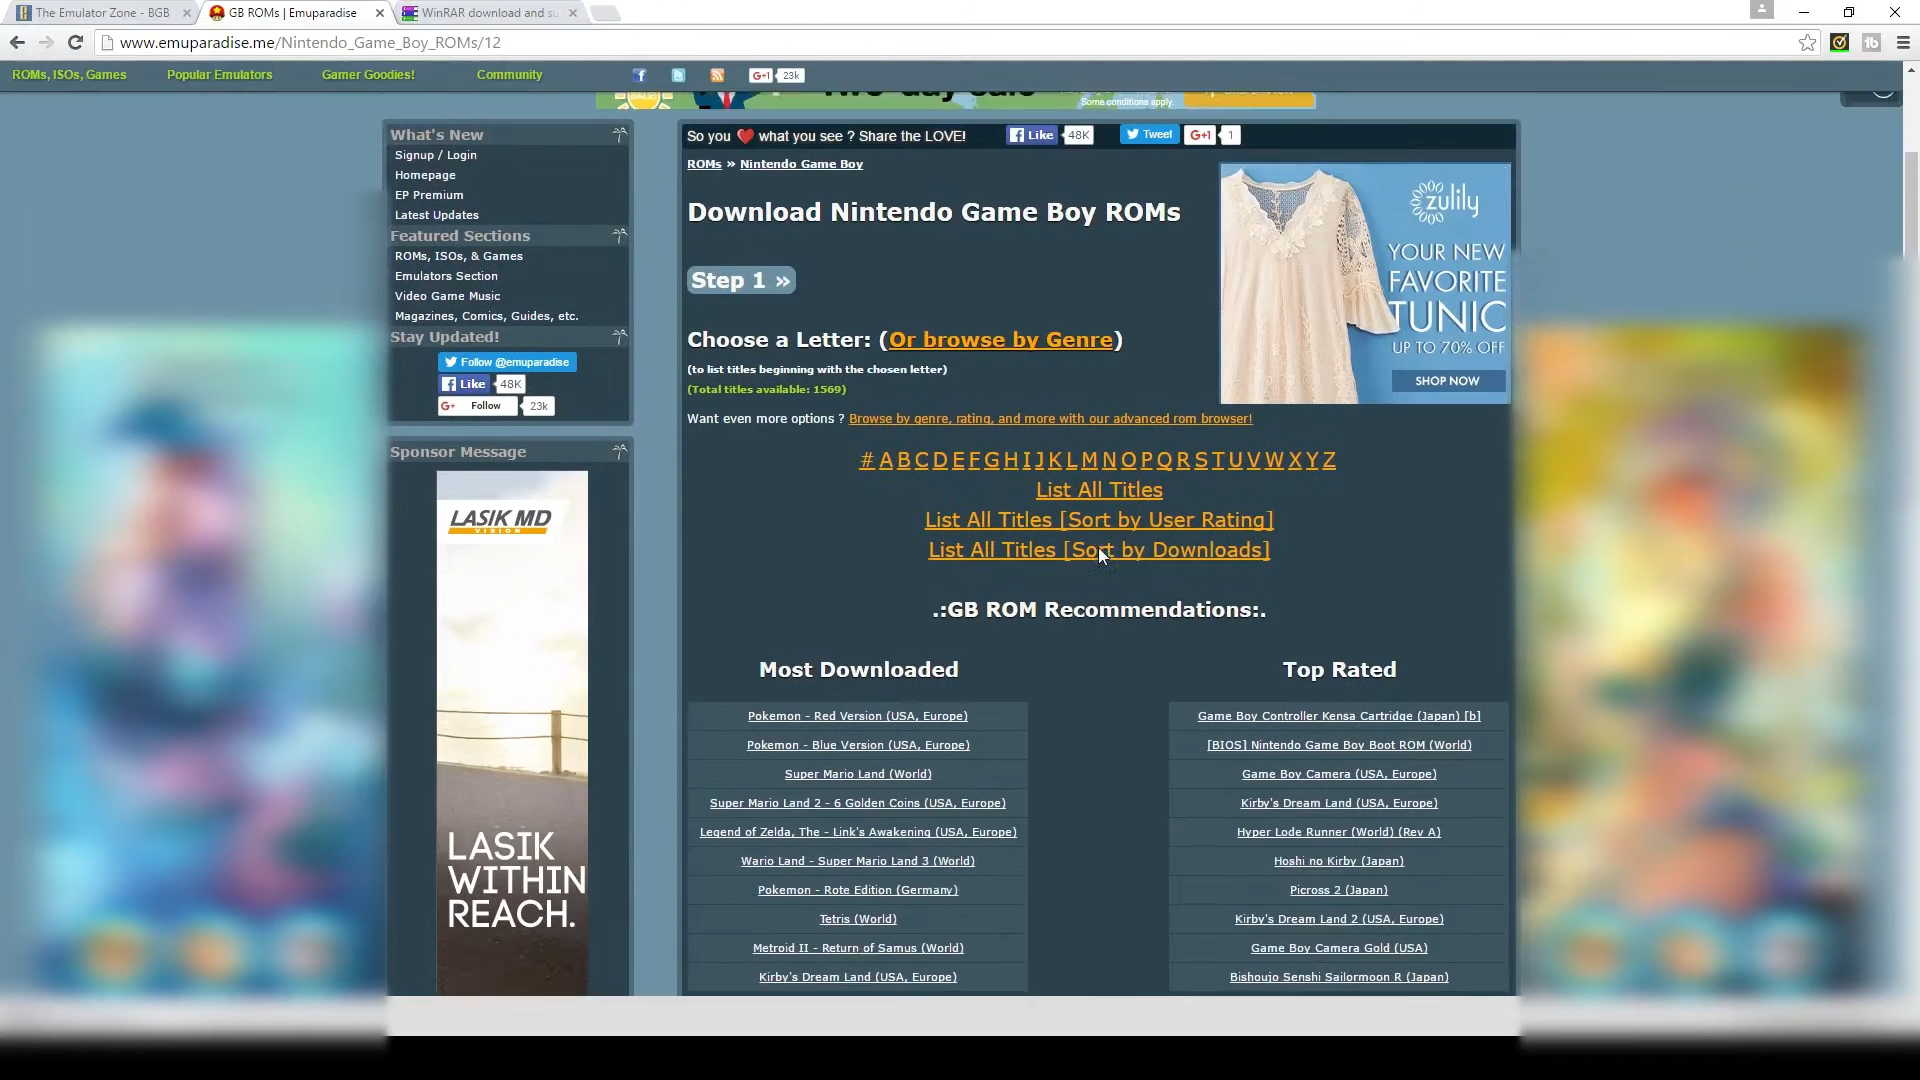 The Emulator Zone - BGB
GB ROMs | Emuparadise
WinRAR download and su
www.emuparadise.me/Nintendo_Game_Boy_ROMs/12
ROMs, ISOs, Games Popular Emulators Gamer Goodies! Community G+1 23k
Some conditions apply.
What's New
Signup / Login
Homepage
EP Premium
Latest Updates
Featured Sections
ROMs, ISOs, & Games
Emulators Section
Video Game Music
Magazines, Comics, Guides, etc.
Stay Updated!
Follow @emuparadise
Like 48K
G+ Follow 23k
Sponsor Message
LASIK MD
VISION
LASIK
WITHIN
REACH.
So you what you see ? Share the LOVE! Like 48K Tweet G+1 1
ROMs » Nintendo Game Boy
Download Nintendo Game Boy ROMs
Step 1 »
Choose a Letter: (Or browse by Genre)
(to list titles beginning with the chosen letter)
(Total titles available: 1569)
zulily
YOUR NEW
FAVORITE
TUNIC
UP TO 70% OFF
SHOP NOW
Want even more options ? Browse by genre, rating, and more with our advanced rom browser!
# A B C D E F G H I J K L M N O P Q R S T U V W X Y Z
List All Titles
List All Titles [Sort by User Rating]
List All Titles [Sort by Downloads]
.:GB ROM Recommendations:.
Most Downloaded
Pokemon - Red Version (USA, Europe)
Pokemon - Blue Version (USA, Europe)
Super Mario Land (World)
Super Mario Land 2 - 6 Golden Coins (USA, Europe)
Legend of Zelda, The - Link's Awakening (USA, Europe)
Wario Land - Super Mario Land 3 (World)
Pokemon - Rote Edition (Germany)
Tetris (World)
Metroid II - Return of Samus (World)
Kirby's Dream Land (USA, Europe)
Top Rated
Game Boy Controller Kensa Cartridge (Japan) [b]
[BIOS] Nintendo Game Boy Boot ROM (World)
Game Boy Camera (USA, Europe)
Kirby's Dream Land (USA, Europe)
Hyper Lode Runner (World) (Rev A)
Hoshi no Kirby (Japan)
Picross 2 (Japan)
Kirby's Dream Land 2 (USA, Europe)
Game Boy Camera Gold (USA)
Bishoujo Senshi Sailormoon R (Japan)